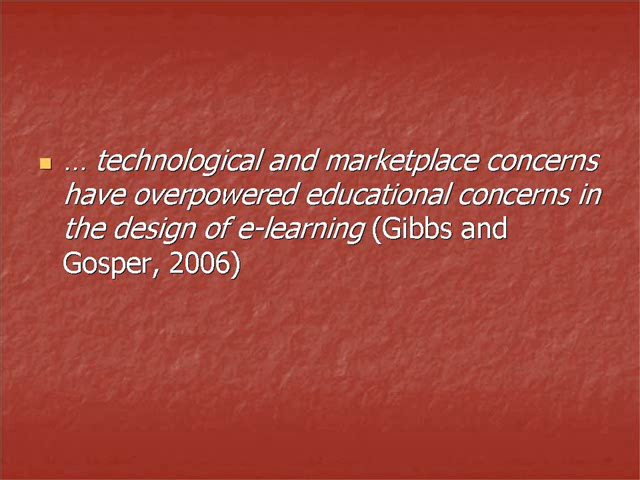 … technological and marketplace concerns
have overpowered educational concerns in
the design of e-learning (Gibbs and
Gosper, 2006)